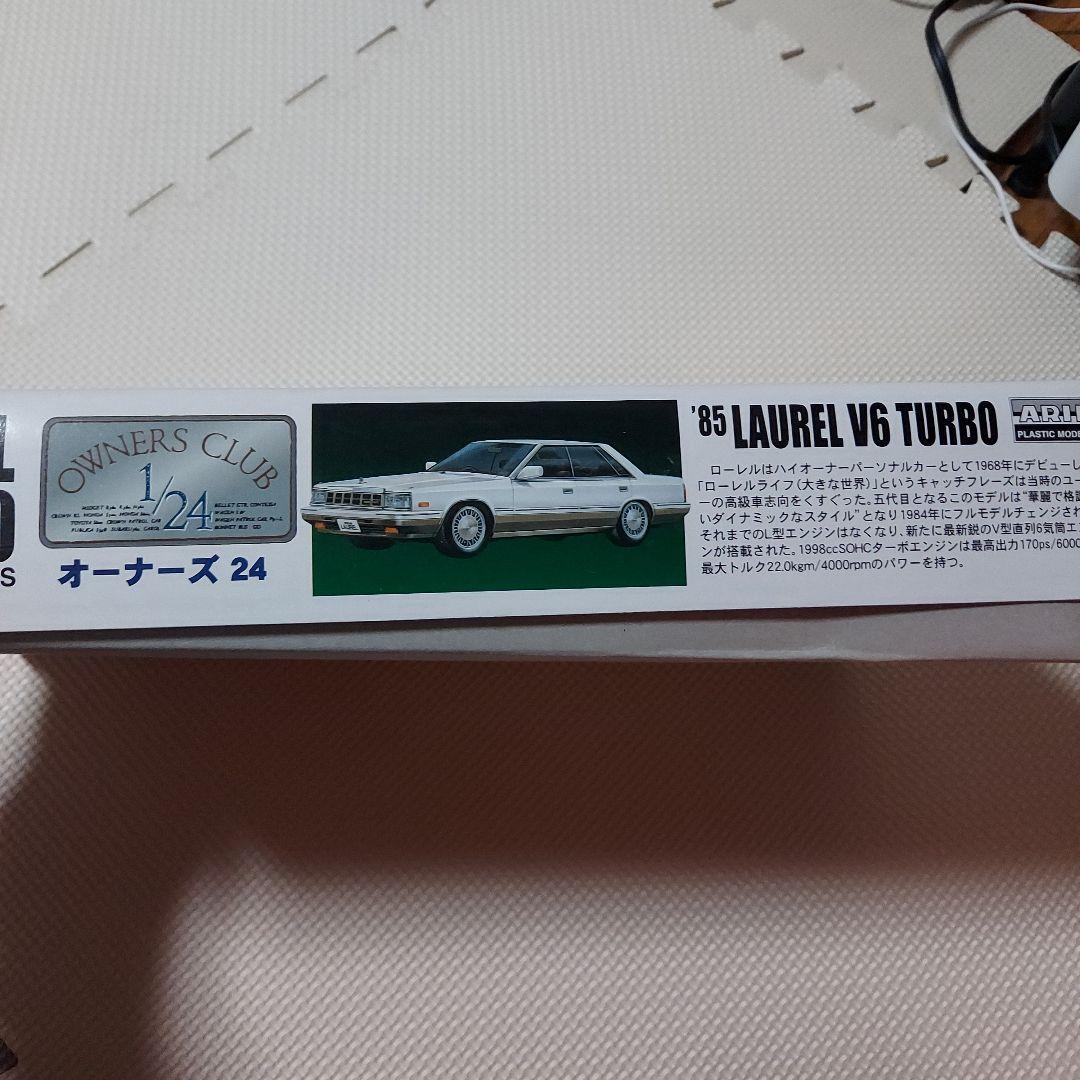 S
OWNERS CLUB
1/24
オーナーズ 24
'85 LAUREL V6 TURBO
PLASTIC MODE
ローレルはハイオーナーパーソナルカーとして1968年にデビューし
「ローレルライフ(大きな世界)」というキャッチフレーズは当時のユー
ーの高級車志向をくすぐった。五代目となるこのモデルは"華麗で格調
いダイナミックなスタイル"となり1984年にフルモデルチェンジされ
それまでのL型エンジンはなくなり、新たに最新鋭のV型直列6気筒エン
ンが搭載された。1998ccSOHCターボエンジンは最高出力170ps/6000
最大トルク22.0kgm/4000rpmのパワーを持つ。